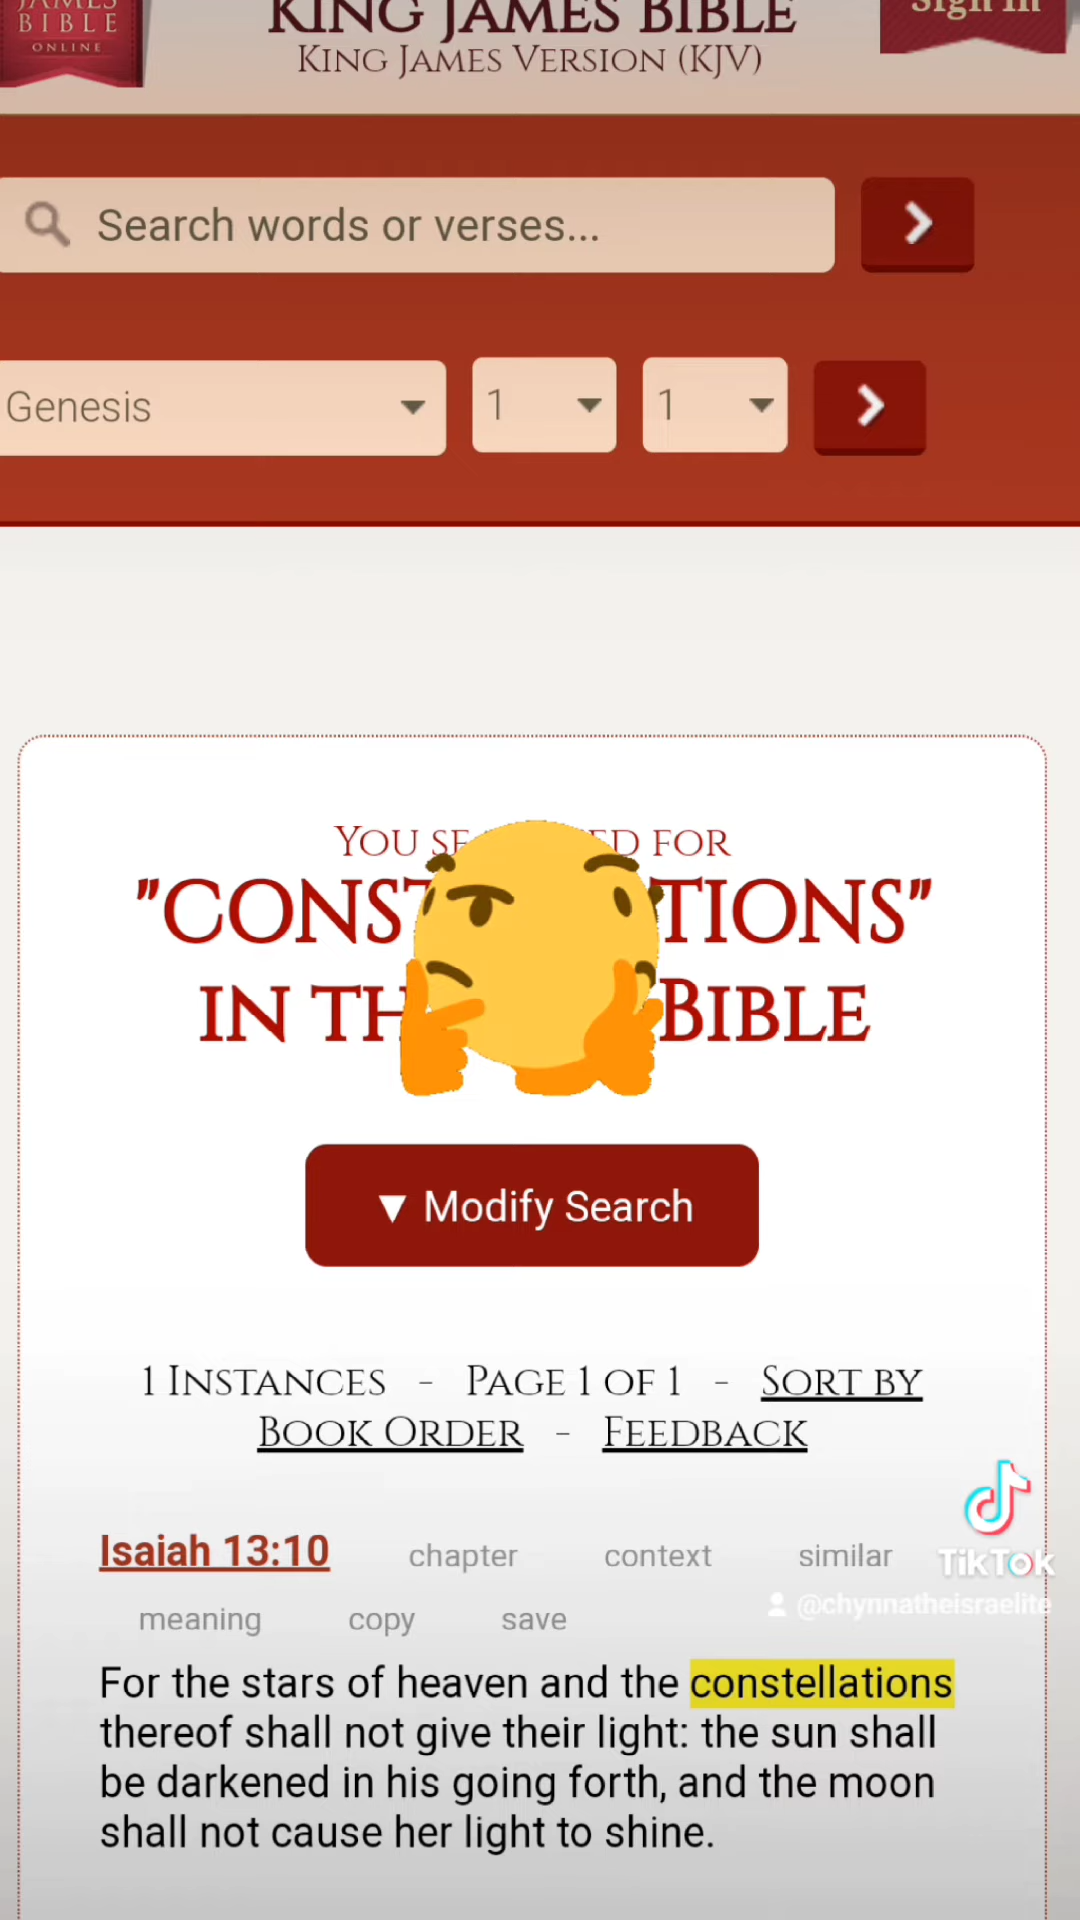 JAMES
BIBLE
ONLINE
KING JAMES BIBLE
KING JAMES VERSION (KJV)
Sign In
Search words or verses...
Genesis
1
1
YOU SE ED FOR
"CONST TIONS"
IN TH BIBLE
▼ Modify Search
1 INSTANCES - PAGE 1 OF 1 - SORT BY
BOOK ORDER - FEEDBACK
Isaiah 13:10 chapter context similar
meaning copy save
TikTok
@chynnatheisraelite
For the stars of heaven and the constellations
thereof shall not give their light: the sun shall
be darkened in his going forth, and the moon
shall not cause her light to shine.